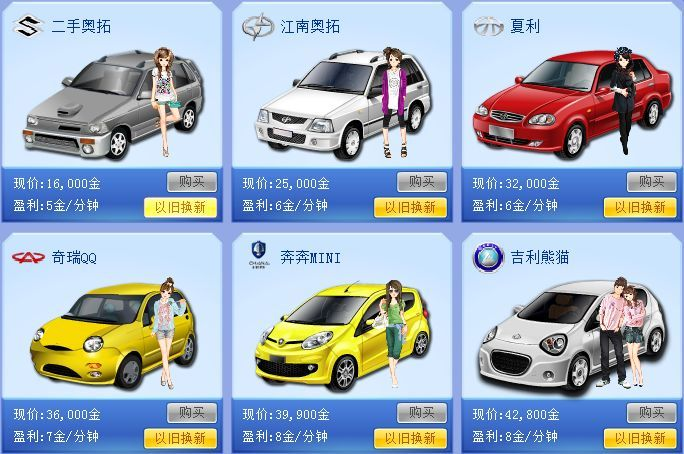 二手奥拓
江南奥拓
夏利
现价:16,000金
购买
盈利:5金/分钟
以旧换新
现价:25,000金
购买
盈利:6金/分钟
以旧换新
现价:32,000金
购买
盈利:6金/分钟
以旧换新
奇瑞QQ
奔奔MINI
吉利熊猫
现价:36,000金
购买
盈利:7金/分钟
以旧换新
现价:39,900金
购买
盈利:8金/分钟
以旧换新
现价:42,800金
购买
盈利:8金/分钟
以旧换新